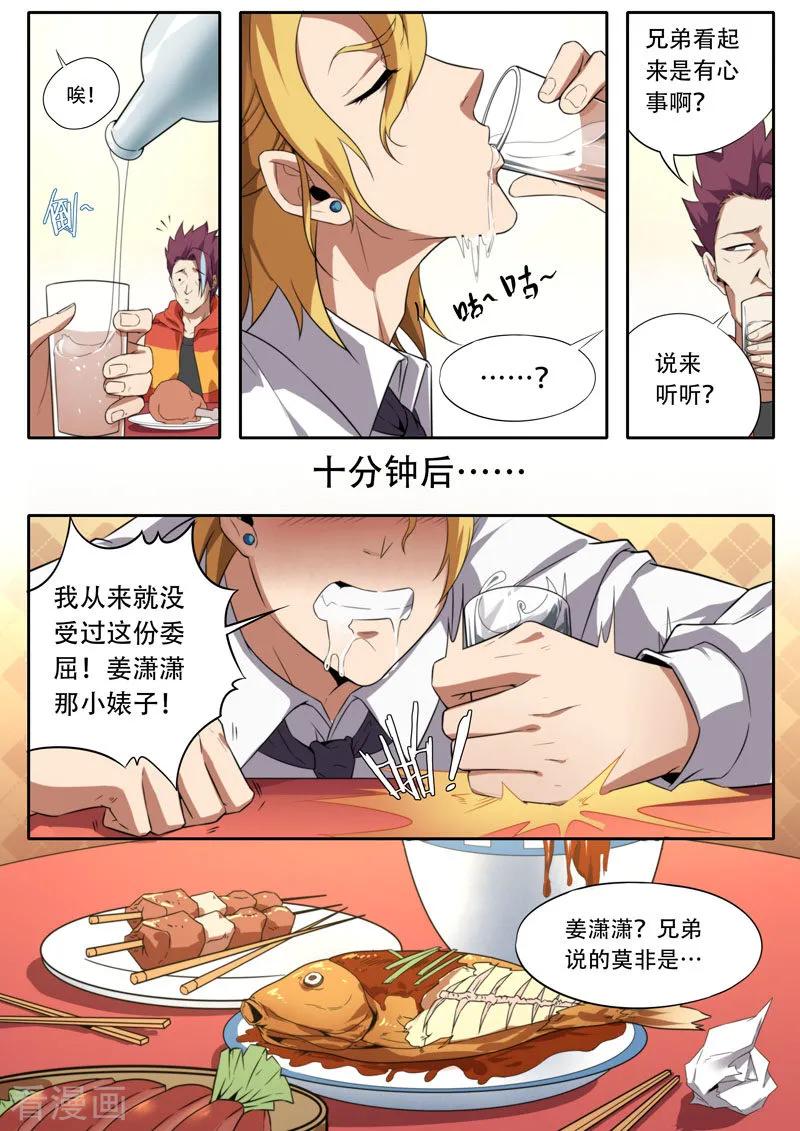 唉！
倒~
咕~咕~
……？
兄弟看起
来是有心
事啊？
说来
听听？
十分钟后……
我从来就没
受过这份委
屈！姜潇潇
那小婊子！
啪！
姜潇潇？兄弟
说的莫非是…
看漫画